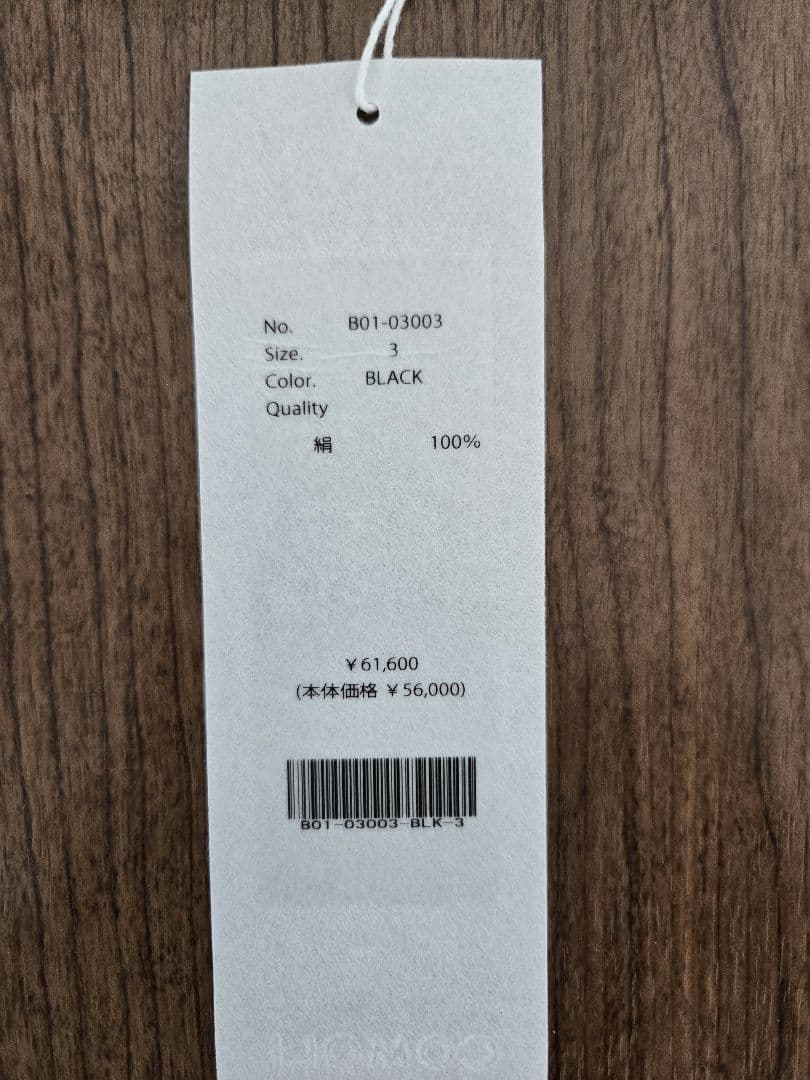 No. B01-03003
Size. 3
Color. BLACK
Quality
絹 100%
¥61,600
(本体価格 ¥56,000)
B01-03003-BLK-3